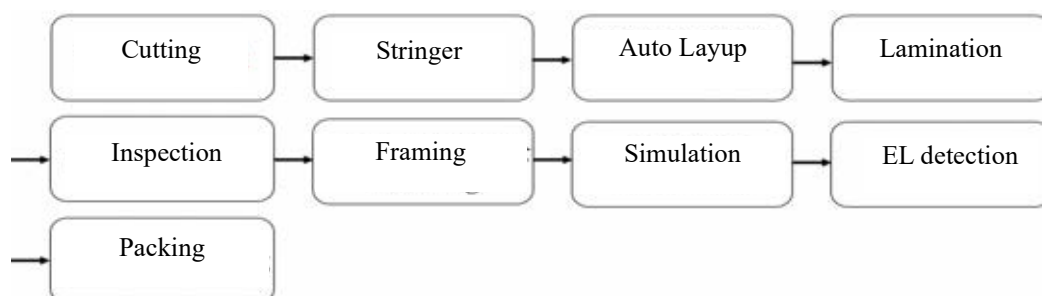 Cutting
Stringer
Auto Layup
Lamination
Inspection
Framing
Simulation
EL detection
Packing